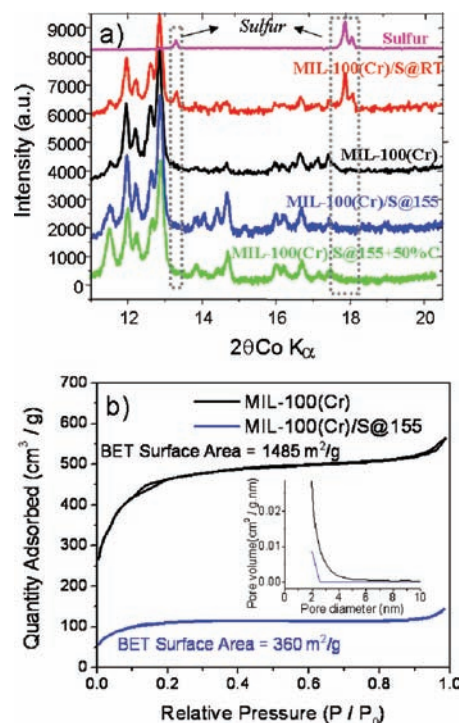 a)
Sulfur
Sulfur
MIL-100(Cr)/S@RT
MIL-100(Cr)
MIL-100(Cr)/S@155
MIL-100(Cr)/S@155+50%C
Intensity (a.u.)
9000
8000
7000
6000
5000
4000
3000
2000
1000
0
12 14 16 18 20
2θCo Kα
b)
MIL-100(Cr)
MIL-100(Cr)/S@155
BET Surface Area = 1485 m²/g
BET Surface Area = 360 m²/g
Quantity Adsorbed (cm³ / g)
700
600
500
400
300
200
100
0
0.0 0.2 0.4 0.6 0.8 1.0
Relative Pressure (P / P₀)
Pore volume(cm³ / g.nm)
0.02
0.01
0.00
0 2 4 6 8 10
Pore diameter (nm)